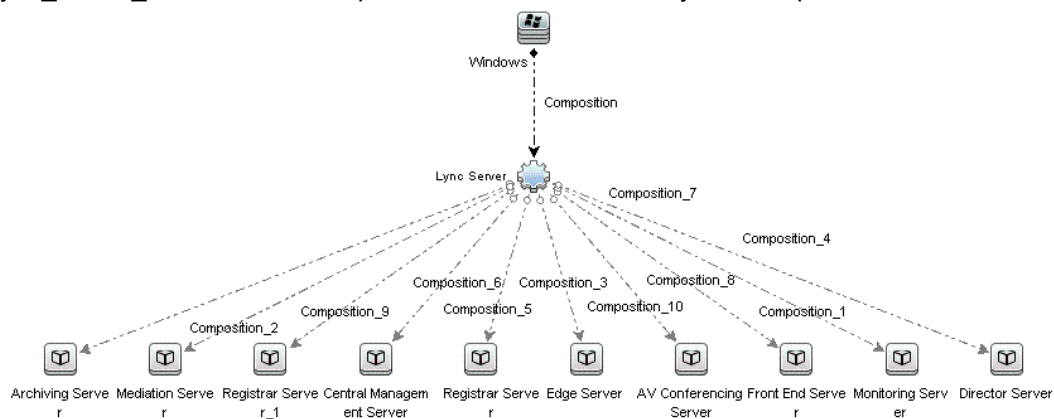 Windows
Composition
Lync Server
Composition_7
Composition_4
Composition_6
Composition_3
Composition_8
Composition_9
Composition_5
Composition_10
Composition_1
Composition_2
Archiving Serve
r
Mediation Serve
r
Registrar Serve
r_1
Central Managem
ent Server
Registrar Serve
r
Edge Server
AV Conferencing
Server
Front End Serve
r
Monitoring Serv
er
Director Server